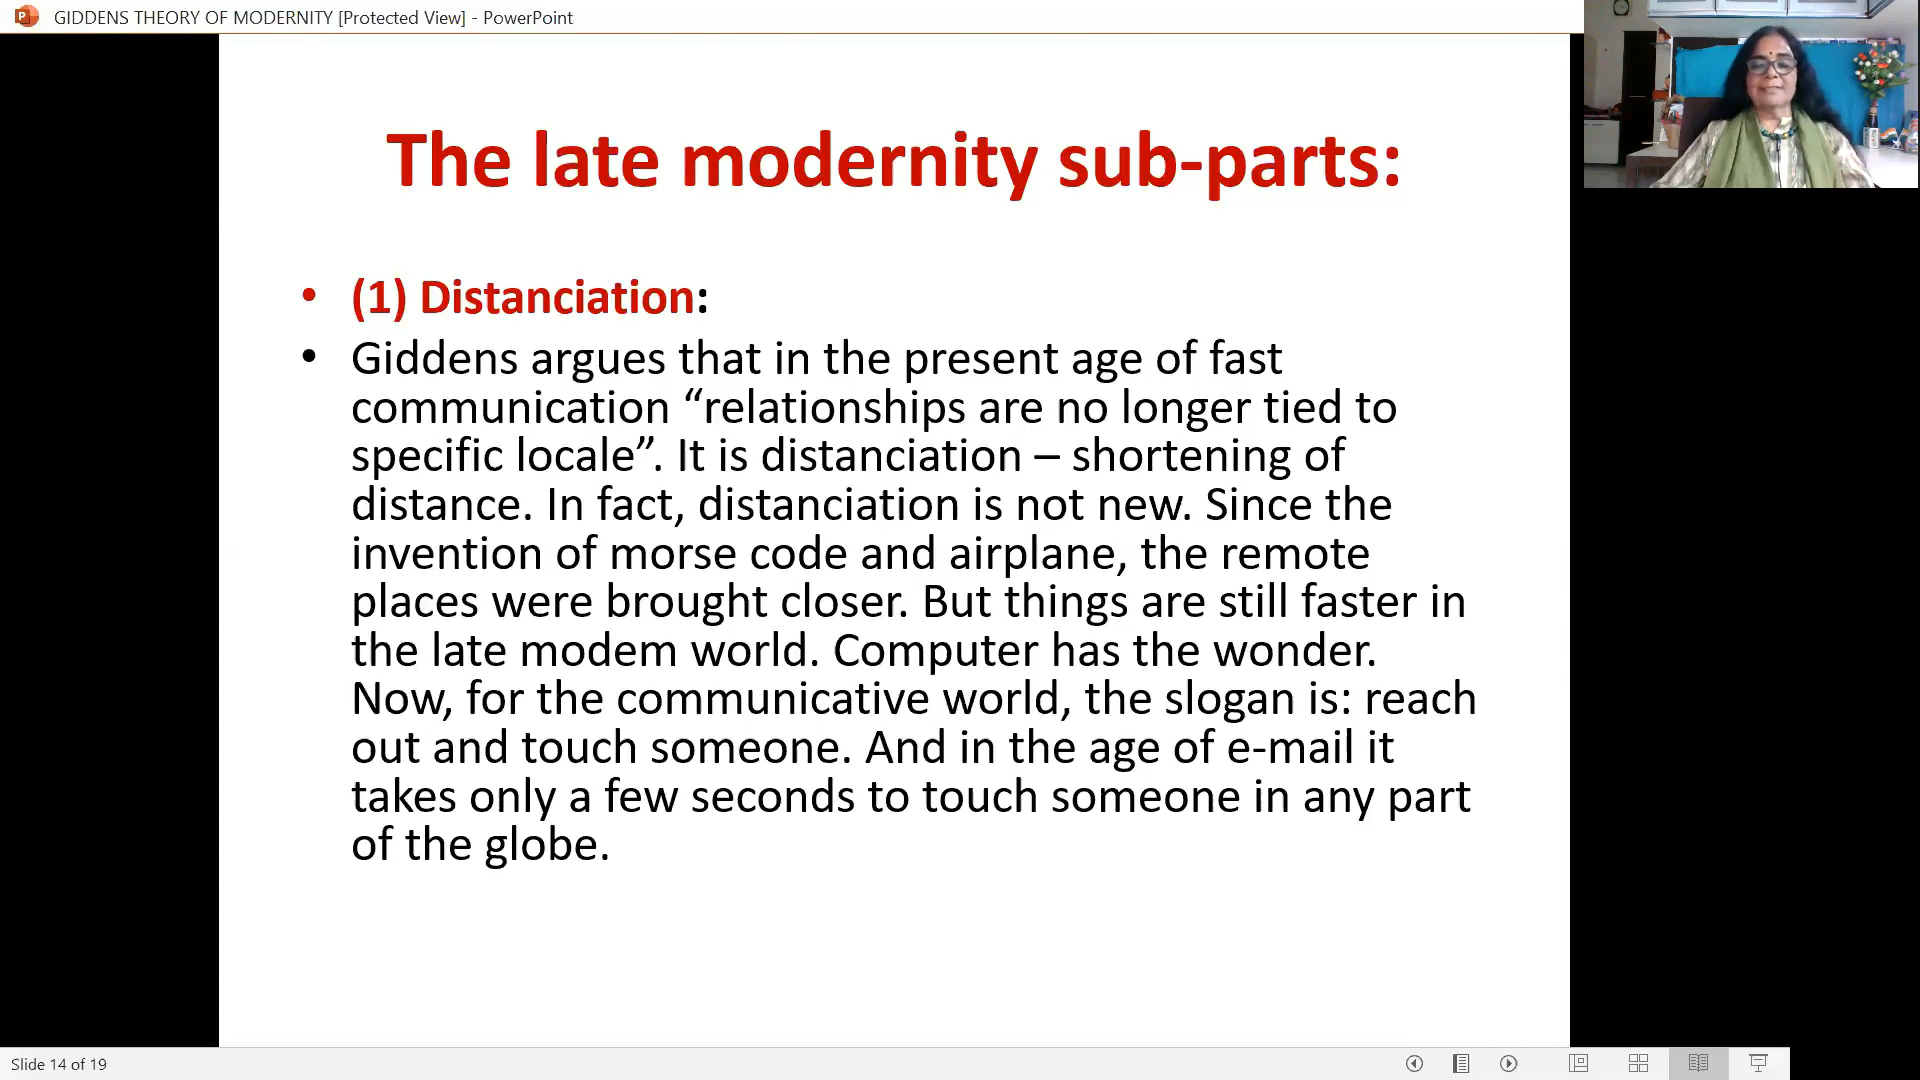 GIDDENS THEORY OF MODERNITY [Protected View] - PowerPoint
The late modernity sub-parts:
• (1) Distanciation:
• Giddens argues that in the present age of fast
communication “relationships are no longer tied to
specific locale”. It is distanciation – shortening of
distance. In fact, distanciation is not new. Since the
invention of morse code and airplane, the remote
places were brought closer. But things are still faster in
the late modem world. Computer has the wonder.
Now, for the communicative world, the slogan is: reach
out and touch someone. And in the age of e-mail it
takes only a few seconds to touch someone in any part
of the globe.
Slide 14 of 19